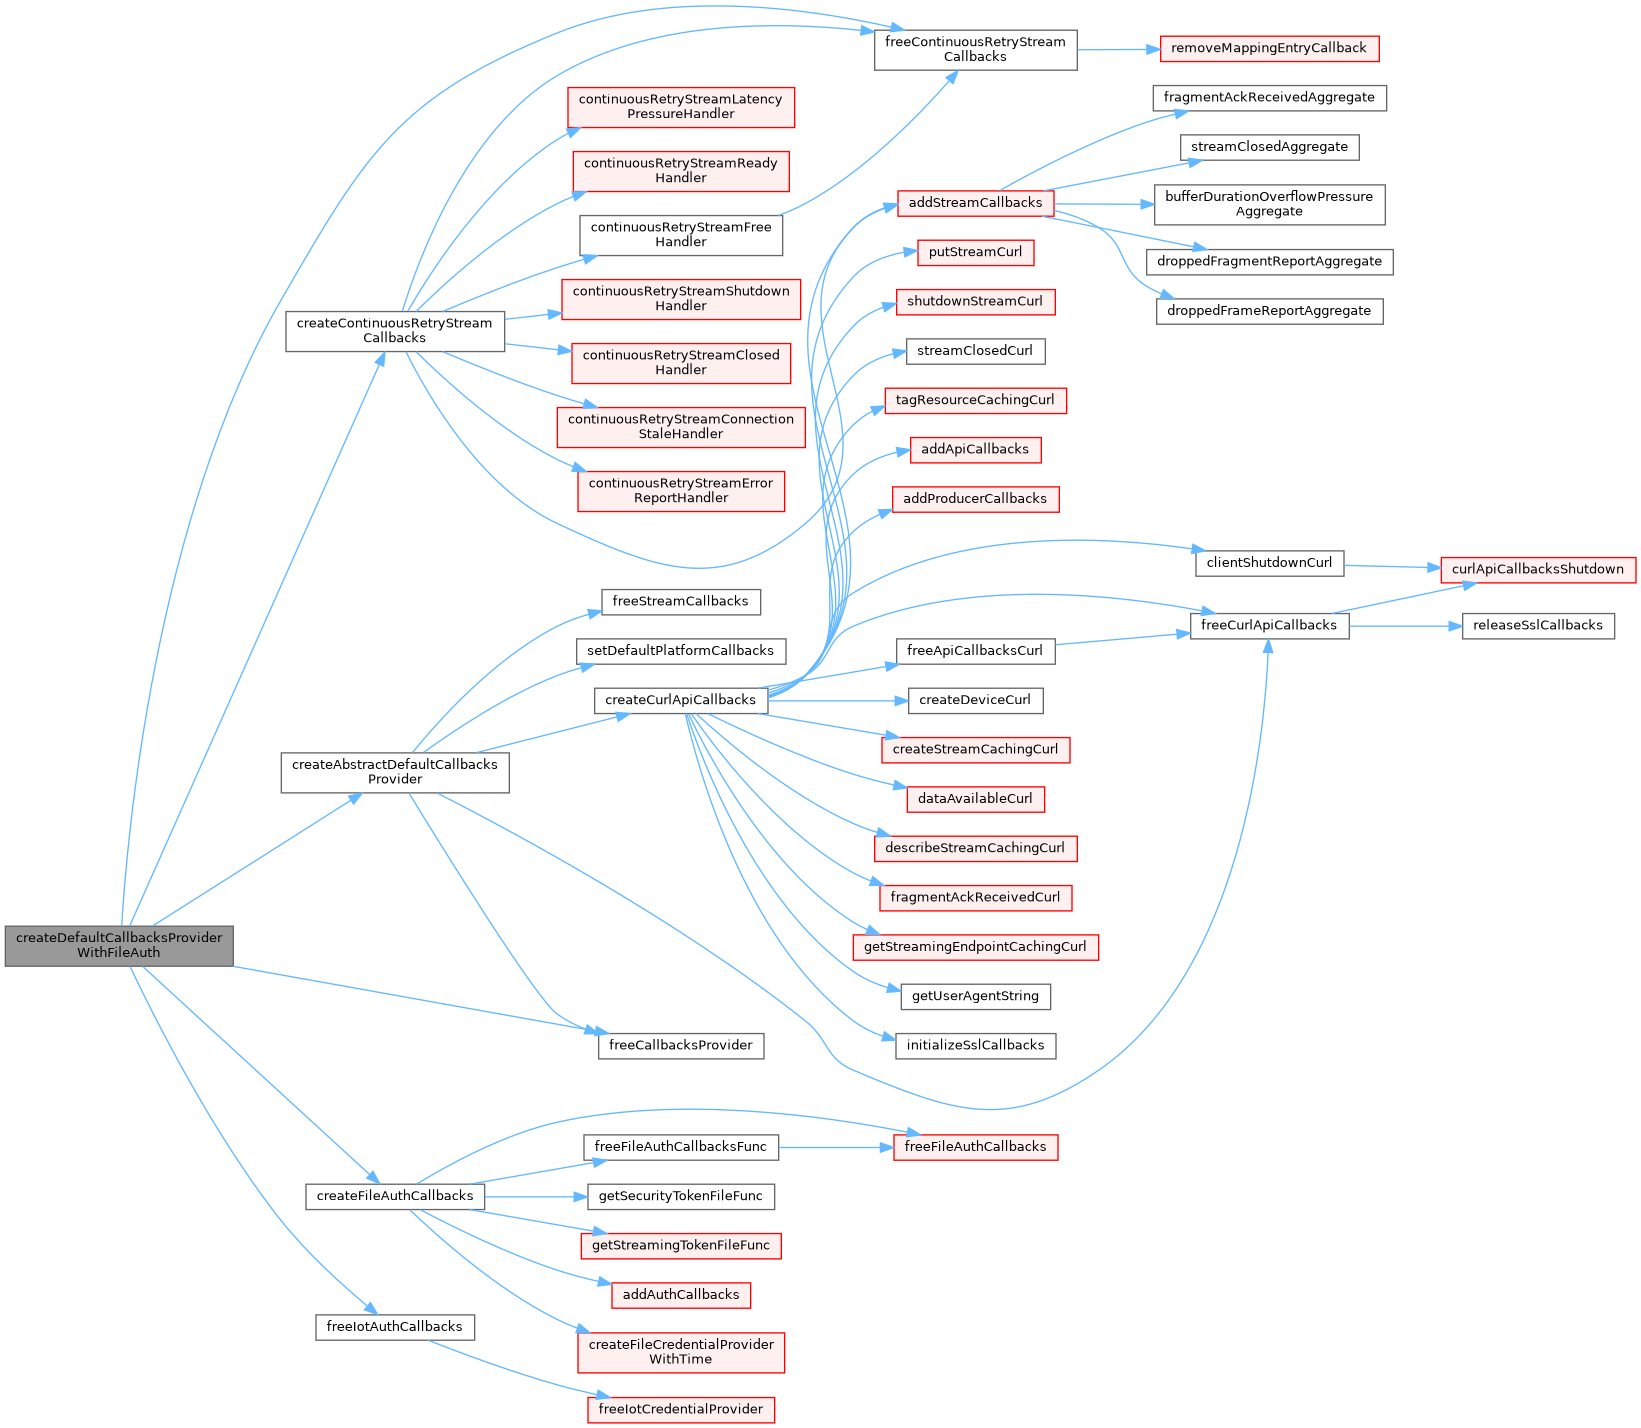 freeContinuousRetryStream
Callbacks
removeMappingEntryCallback
continuousRetryStreamLatency
PressureHandler
fragmentAckReceivedAggregate
continuousRetryStreamReady
Handler
streamClosedAggregate
addStreamCallbacks
bufferDurationOverflowPressure
Aggregate
continuousRetryStreamFree
Handler
putStreamCurl
droppedFragmentReportAggregate
continuousRetryStreamShutdown
Handler
shutdownStreamCurl
droppedFrameReportAggregate
createContinuousRetryStream
Callbacks
continuousRetryStreamClosed
Handler
streamClosedCurl
tagResourceCachingCurl
continuousRetryStreamConnection
StaleHandler
addApiCallbacks
continuousRetryStreamError
ReportHandler
addProducerCallbacks
clientShutdownCurl
curlApiCallbacksShutdown
freeStreamCallbacks
freeCurlApiCallbacks
releaseSslCallbacks
setDefaultPlatformCallbacks
freeApiCallbacksCurl
createCurlApiCallbacks
createDeviceCurl
createStreamCachingCurl
createAbstractDefaultCallbacks
Provider
dataAvailableCurl
describeStreamCachingCurl
fragmentAckReceivedCurl
createDefaultCallbacksProvider
WithFileAuth
getStreamingEndpointCachingCurl
getUserAgentString
freeCallbacksProvider
initializeSslCallbacks
freeFileAuthCallbacksFunc
freeFileAuthCallbacks
createFileAuthCallbacks
getSecurityTokenFileFunc
getStreamingTokenFileFunc
addAuthCallbacks
freeIotAuthCallbacks
createFileCredentialProvider
WithTime
freeIotCredentialProvider